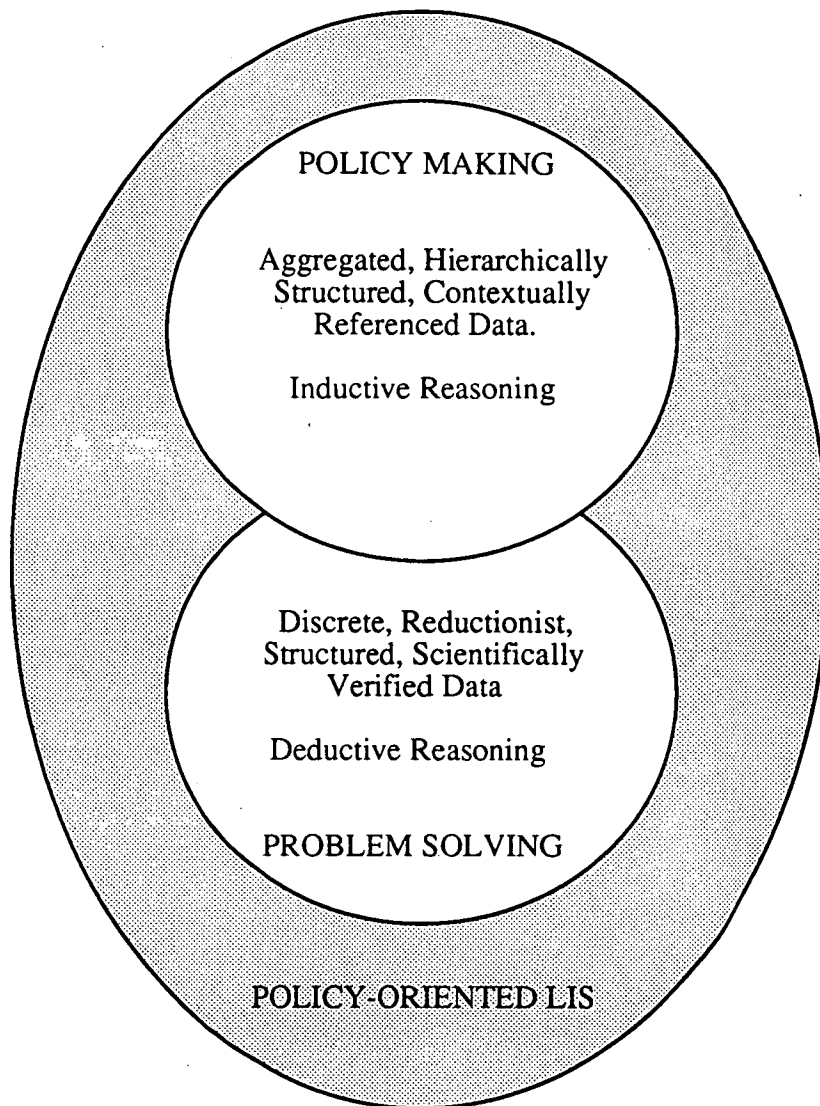 POLICY MAKING
Aggregated, Hierarchically
Structured, Contextually
Referenced Data.
Inductive Reasoning
Discrete, Reductionist,
Structured, Scientifically
Verified Data
Deductive Reasoning
PROBLEM SOLVING
POLICY-ORIENTED LIS